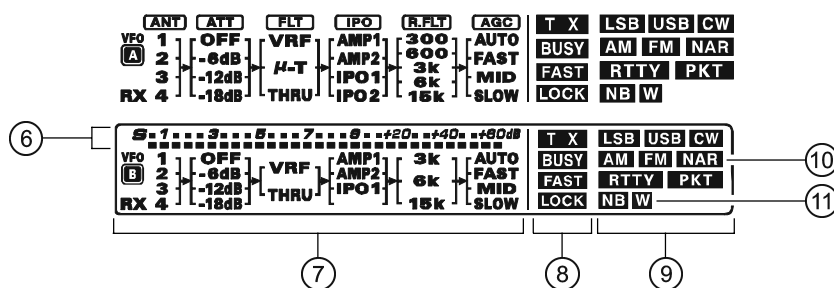 ANT ATT FLT IPO R.FLT AGC
VFO A 1 2 3 RX 4
OFF -6dB -12dB -18dB
VRF μ-T THRU
AMP1 AMP2 IPO1 IPO2
300 600 3k 6k 15k
AUTO FAST MID SLOW
T X
BUSY
FAST
LOCK
LSB USB CW
AM FM NAR
RTTY PKT
NB W
6
S 1 3 5 7 9 +20 +40 +60dB
VFO B 1 2 3 RX 4
OFF -6dB -12dB -18dB
VRF THRU
AMP1 AMP2 IPO1
3k 6k 15k
AUTO FAST MID SLOW
T X
BUSY
FAST
LOCK
LSB USB CW
AM FM NAR
RTTY PKT
NB W
10
11
7
8
9